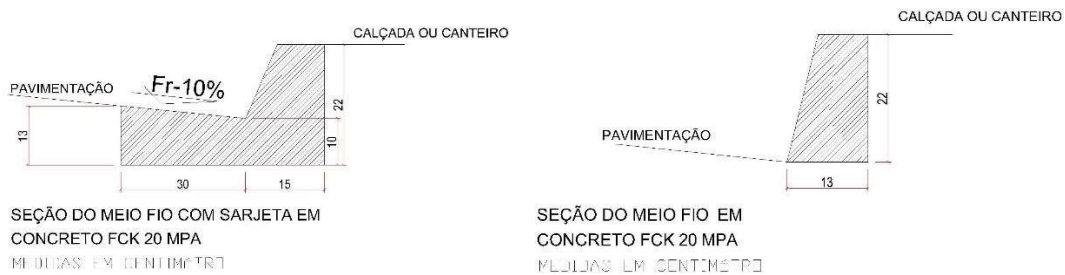 CALÇADA OU CANTEIRO
Fr-10%
PAVIMENTAÇÃO
13
22
10
30
15
SEÇÃO DO MEIO FIO COM SARJETA EM
CONCRETO FCK 20 MPA
MEDIDAS EM CENTIMETRO
CALÇADA OU CANTEIRO
22
PAVIMENTAÇÃO
13
SEÇÃO DO MEIO FIO EM
CONCRETO FCK 20 MPA
MEDIDAS EM CENTIMETRO